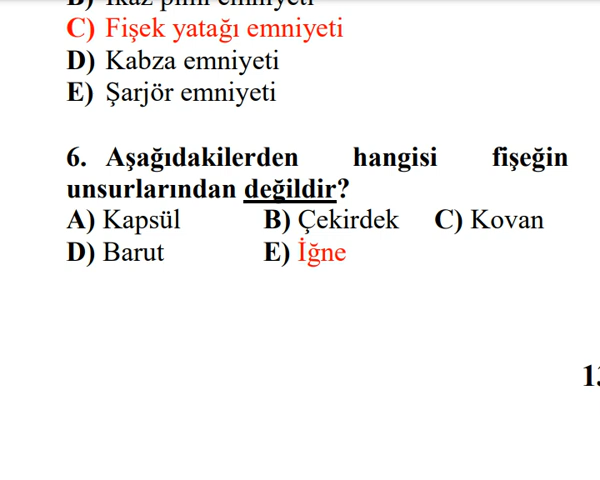 C) Fişek yatağı emniyeti
D) Kabza emniyeti
E) Şarjör emniyeti
6. Aşağıdakilerden hangisi fişeğin
unsurlarından değildir?
A) Kapsül B) Çekirdek C) Kovan
D) Barut E) İğne